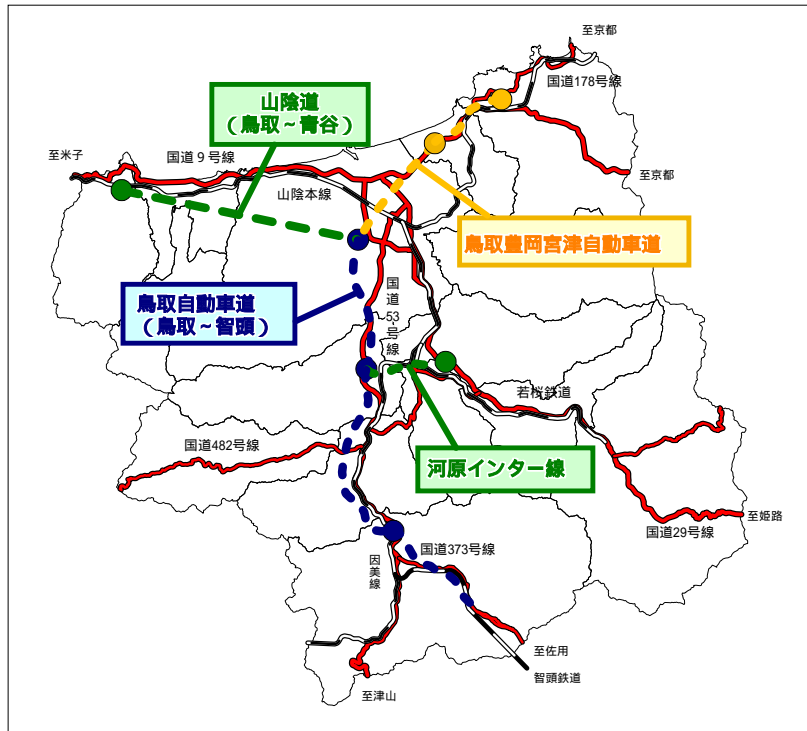 至京都
国道178号線
山陰道
（鳥取～青谷）
至米子
国道９号線
至京都
山陰本線
鳥取豊岡宮津自動車道
鳥取自動車道
（鳥取～智頭）
国道53号線
若桜鉄道
国道482号線
河原インター線
至姫路
国道29号線
国道373号線
因美線
至佐用
智頭鉄道
至津山